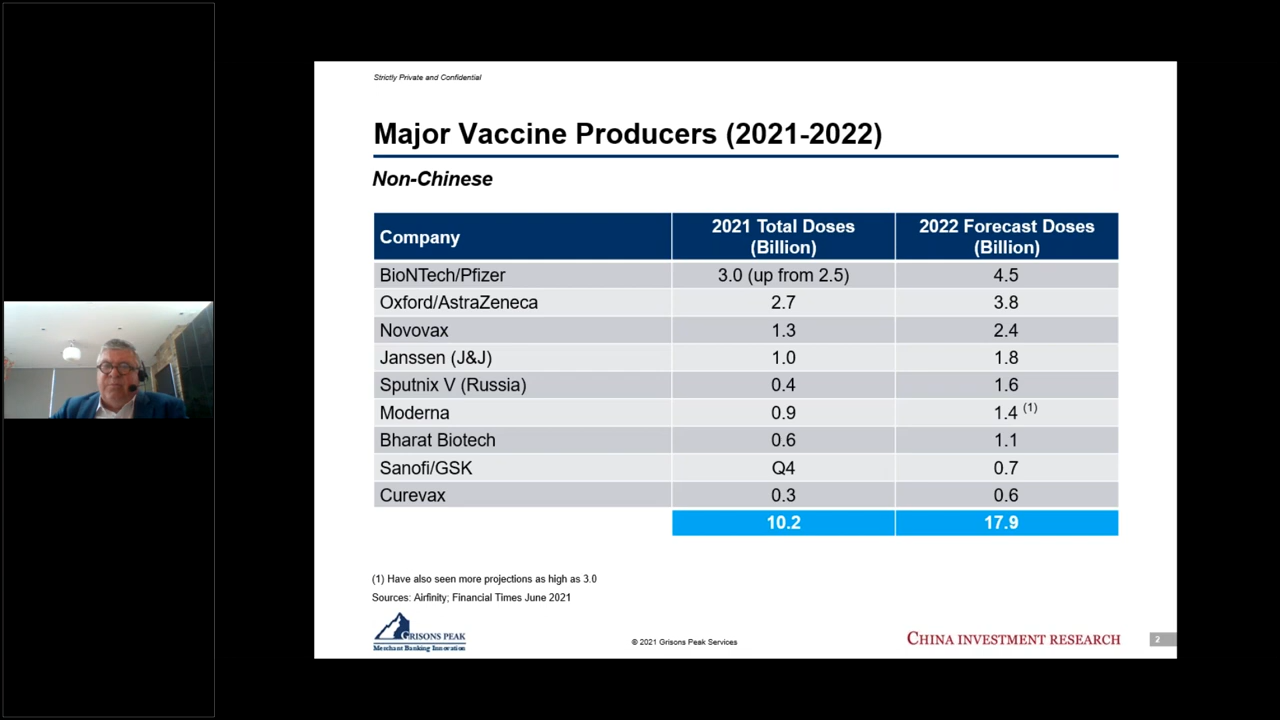 Strictly Private and Confidential
Major Vaccine Producers (2021-2022)
Non-Chinese
Company 2021 Total Doses (Billion) 2022 Forecast Doses (Billion)
BioNTech/Pfizer 3.0 (up from 2.5) 4.5
Oxford/AstraZeneca 2.7 3.8
Novovax 1.3 2.4
Janssen (J&J) 1.0 1.8
Sputnix V (Russia) 0.4 1.6
Moderna 0.9 1.4 (1)
Bharat Biotech 0.6 1.1
Sanofi/GSK Q4 0.7
Curevax 0.3 0.6
10.2 17.9
(1) Have also seen more projections as high as 3.0
Sources: Airfinity; Financial Times June 2021
GRISONS PEAK
Merchant Banking Innovation
© 2021 Grisons Peak Services
CHINA INVESTMENT RESEARCH
2